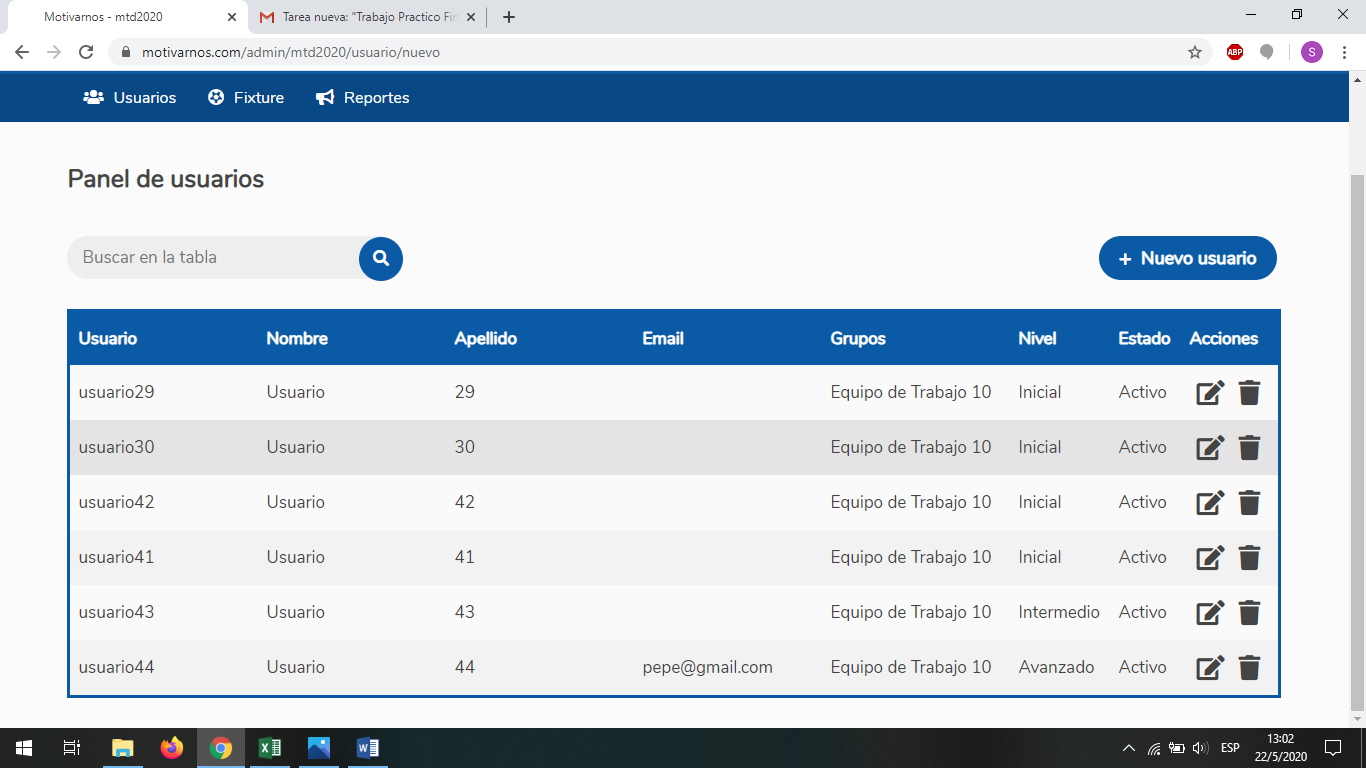 Motivarnos - mtd2020
Tarea nueva: "Trabajo Practico Fin
motivarnos.com/admin/mtd2020/usuario/nuevo
ABP
S
Usuarios Fixture Reportes
Panel de usuarios
Buscar en la tabla
+ Nuevo usuario
Usuario Nombre Apellido Email Grupos Nivel Estado Acciones
usuario29 Usuario 29 Equipo de Trabajo 10 Inicial Activo
usuario30 Usuario 30 Equipo de Trabajo 10 Inicial Activo
usuario42 Usuario 42 Equipo de Trabajo 10 Inicial Activo
usuario41 Usuario 41 Equipo de Trabajo 10 Inicial Activo
usuario43 Usuario 43 Equipo de Trabajo 10 Intermedio Activo
usuario44 Usuario 44 pepe@gmail.com Equipo de Trabajo 10 Avanzado Activo
ESP
13:02
22/5/2020